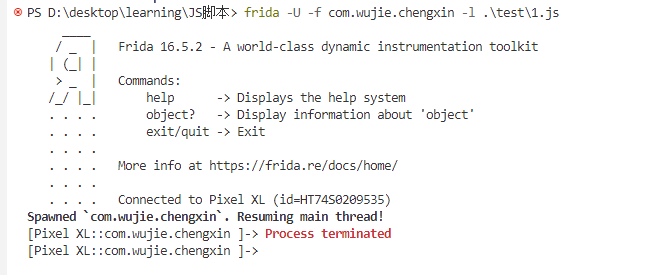 PS D:\desktop\learning\JS脚本> frida -U -f com.wujie.chengxin -l .\test\1.js
     ____
    / _  |   Frida 16.5.2 - A world-class dynamic instrumentation toolkit
   | (_| |
    > _  |   Commands:
   /_/ |_|       help      -> Displays the help system
   . . . .       object?   -> Display information about 'object'
   . . . .       exit/quit -> Exit
   . . . .
   . . . .   More info at https://frida.re/docs/home/
   . . . .
   . . . .   Connected to Pixel XL (id=HT74S0209535)
Spawned `com.wujie.chengxin`. Resuming main thread!
[Pixel XL::com.wujie.chengxin ]-> Process terminated
[Pixel XL::com.wujie.chengxin ]->